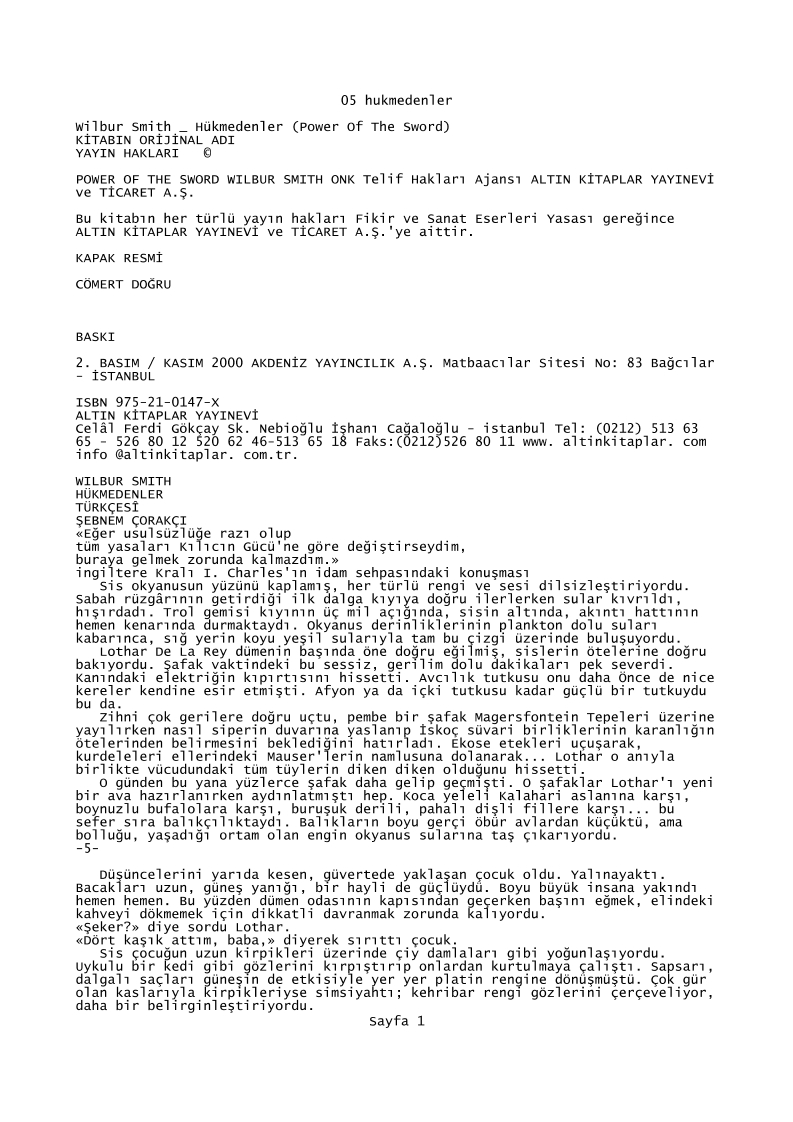 05 hukmedenler
Wilbur Smith _ Hükmedenler (Power Of The Sword)
KİTABIN ORİJİNAL ADI
YAYIN HAKLARI ©
POWER OF THE SWORD WILBUR SMITH ONK Telif Hakları Ajansı ALTIN KİTAPLAR YAYINEVİ
ve TİCARET A.Ş.
Bu kitabın her türlü yayın hakları Fikir ve Sanat Eserleri Yasası gereğince
ALTIN KİTAPLAR YAYINEVİ ve TİCARET A.Ş.'ye aittir.
KAPAK RESMİ
CÖMERT DOĞRU
BASKI
2. BASIM / KASIM 2000 AKDENİZ YAYINCILIK A.Ş. Matbaacılar Sitesi No: 83 Bağcılar
- İSTANBUL
ISBN 975-21-0147-X
ALTIN KİTAPLAR YAYINEVİ
Celâl Ferdi Gökçay Sk. Nebioğlu İşhanı Cağaloğlu - istanbul Tel: (0212) 513 63
65 - 526 80 12 520 62 46-513 65 18 Faks:(0212)526 80 11 www. altinkitaplar. com
info @altinkitaplar. com.tr.
WILBUR SMITH
HÜKMEDENLER
TÜRKÇESİ
ŞEBNEM ÇORAKÇI
«Eğer usulsüzlüğe razı olup
tüm yasaları Kılıcın Gücü'ne göre değiştirseydim,
buraya gelmek zorunda kalmazdım.»
ingiltere Kralı I. Charles'ın idam sehpasındaki konuşması
Sis okyanusun yüzünü kaplamış, her türlü rengi ve sesi dilsizleştiriyordu.
Sabah rüzgârının getirdiği ilk dalga kıyıya doğru ilerlerken sular kıvrıldı,
hışırdadı. Trol gemisi kıyının üç mil açığında, sisin altında, akıntı hattının
hemen kenarında durmaktaydı. Okyanus derinliklerinin plankton dolu suları
kabarınca, sığ yerin koyu yeşil sularıyla tam bu çizgi üzerinde buluşuyordu.
Lothar De La Rey dümenin başında öne doğru eğilmiş, sislerin ötelerine doğru
bakıyordu. Şafak vaktindeki bu sessiz, gerilim dolu dakikaları pek severdi.
Kanındaki elektriğin kıpırtısını hissetti. Avcılık tutkusu onu daha Önce de nice
kereler kendine esir etmişti. Afyon ya da içki tutkusu kadar güçlü bir tutkuydu
bu da.
Zihni çok gerilere doğru uçtu, pembe bir şafak Magersfontein Tepeleri üzerine
yayılırken nasıl siperin duvarına yaslanıp İskoç süvari birliklerinin karanlığın
ötelerinden belirmesini beklediğini hatırladı. Ekose etekleri uçuşarak,
kurdeleleri ellerindeki Mauser'lerin namlusuna dolanarak... Lothar o anıyla
birlikte vücudundaki tüm tüylerin diken diken olduğunu hissetti.
O günden bu yana yüzlerce şafak daha gelip geçmişti. O şafaklar Lothar'ı yeni
bir ava hazırlanırken aydınlatmıştı hep. Koca yeleli Kalahari aslanına karşı,
boynuzlu bufalolara karşı, buruşuk derili, pahalı dişli fillere karşı... bu
sefer sıra balıkçılıktaydı. Balıkların boyu gerçi öbür avlardan küçüktü, ama
bolluğu, yaşadığı ortam olan engin okyanus sularına taş çıkarıyordu.
-5-
Düşüncelerini yarıda kesen, güvertede yaklaşan çocuk oldu. Yalınayaktı.
Bacakları uzun, güneş yanığı, bir hayli de güçlüydü. Boyu büyük insana yakındı
hemen hemen. Bu yüzden dümen odasının kapısından geçerken başını eğmek, elindeki
kahveyi dökmemek için dikkatli davranmak zorunda kalıyordu.
«Şeker?» diye sordu Lothar.
«Dört kaşık attım, baba,» diyerek sırıttı çocuk.
Sis çocuğun uzun kirpikleri üzerinde çiy damlaları gibi yoğunlaşıyordu.
Uykulu bir kedi gibi gözlerini kırpıştırıp onlardan kurtulmaya çalıştı. Sapsarı,
dalgalı saçları güneşin de etkisiyle yer yer platin rengine dönüşmüştü. Çok gür
olan kaslarıyla kirpikleriyse simsiyahtı; kehribar rengi gözlerini çerçeveliyor,
daha bir belirginleştiriyordu.
Sayfa 1